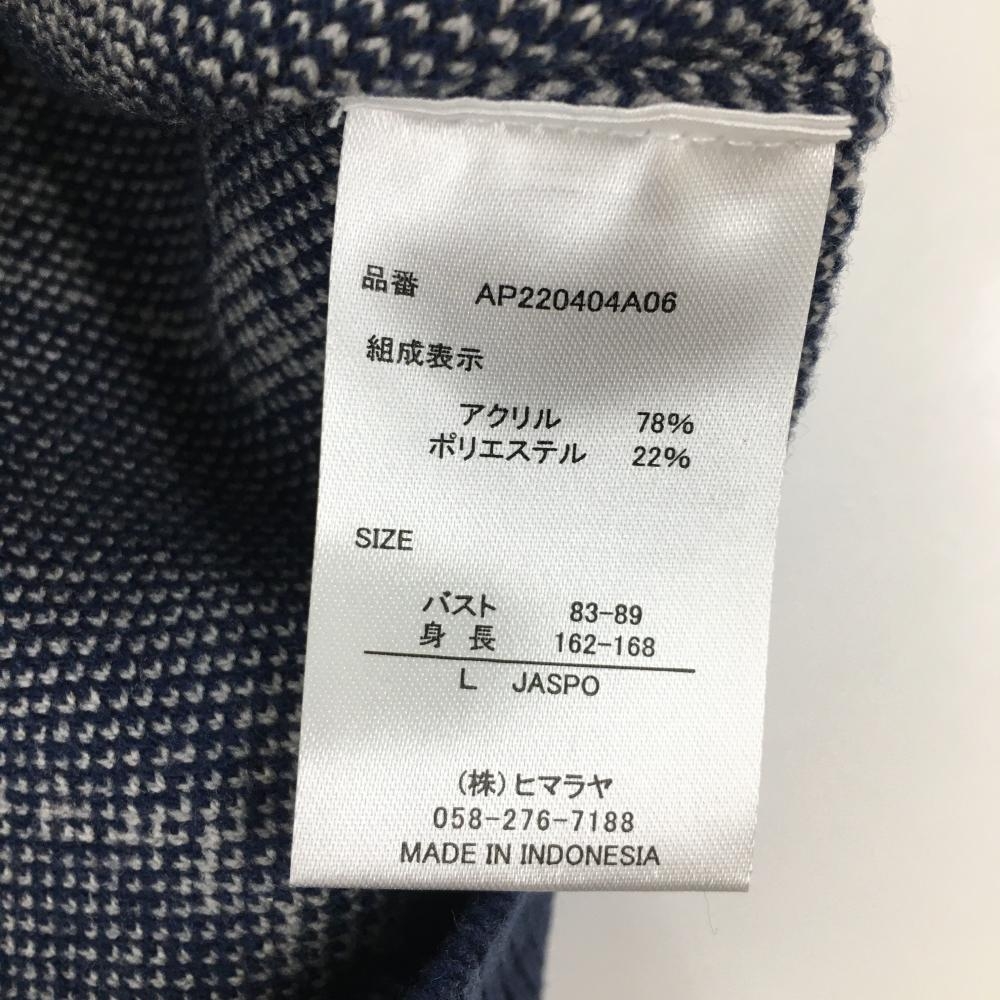 品番 AP220404A06
組成表示
アクリル 78%
ポリエステル 22%
SIZE
バスト 83-89
身 長 162-168
L JASPO
(株)ヒマラヤ
058-276-7188
MADE IN INDONESIA